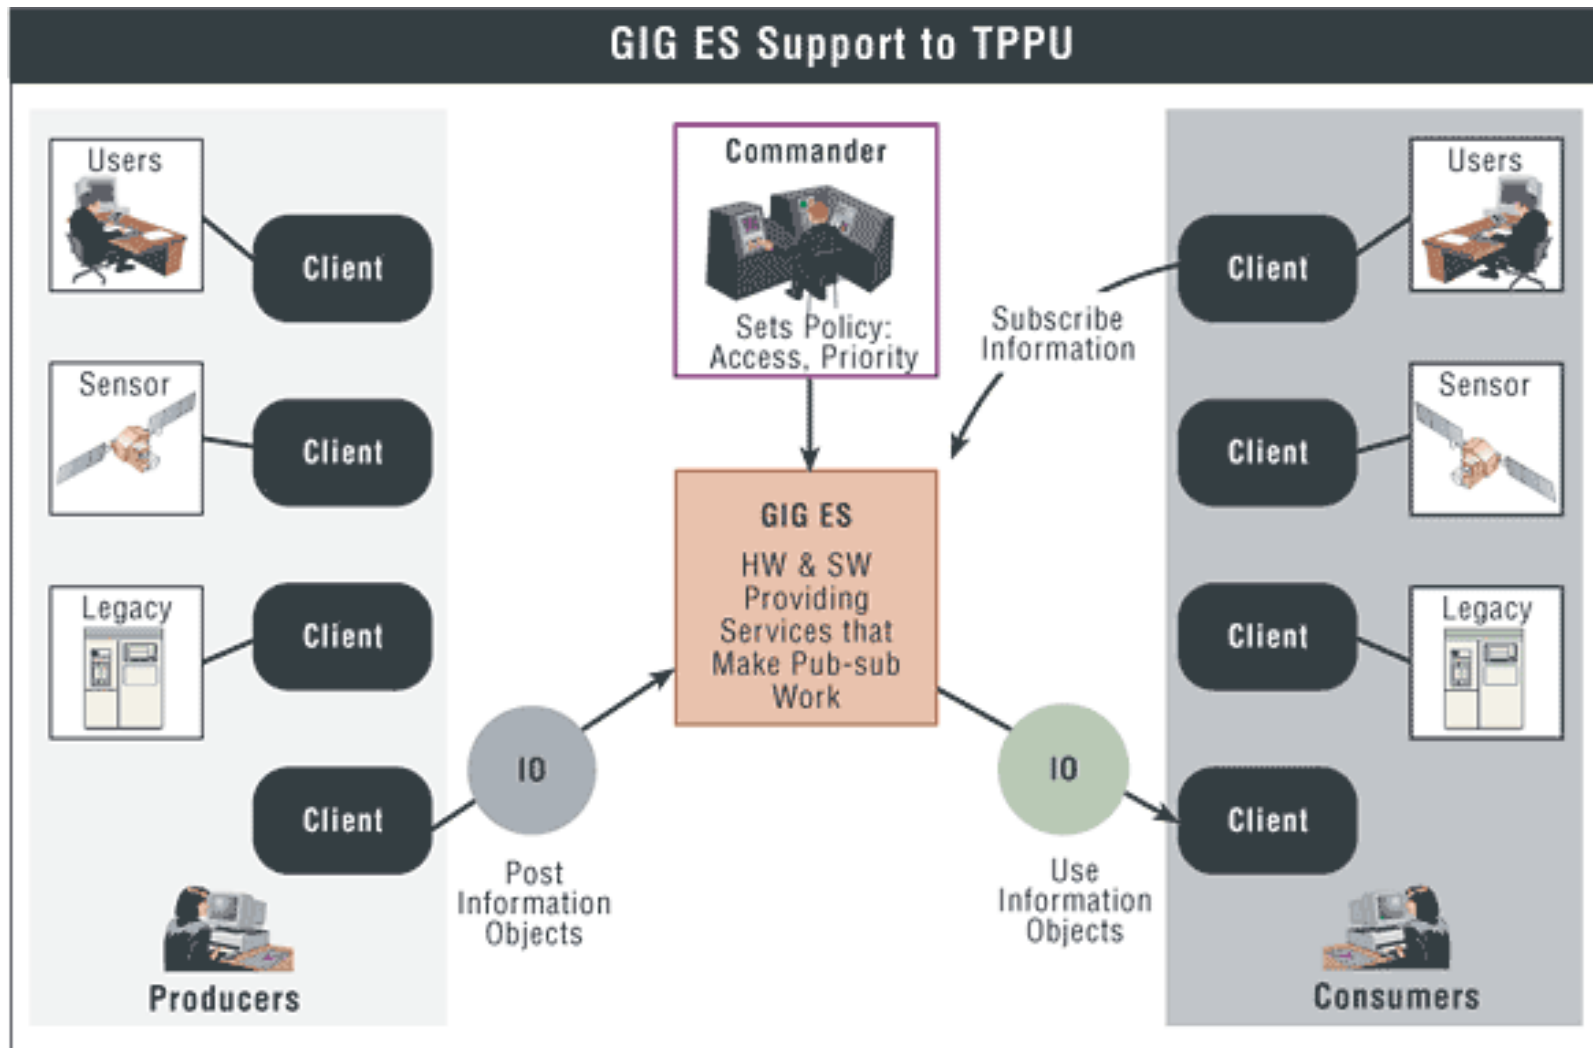 GIG ES Support to TPPU
Users
Client
Sensor
Client
Legacy
Client
Client
Producers
Commander
Sets Policy:
Access, Priority
GIG ES
HW & SW
Providing
Services that
Make Pub-sub
Work
IO
Post
Information
Objects
Subscribe
Information
IO
Use
Information
Objects
Users
Client
Sensor
Client
Legacy
Client
Client
Consumers